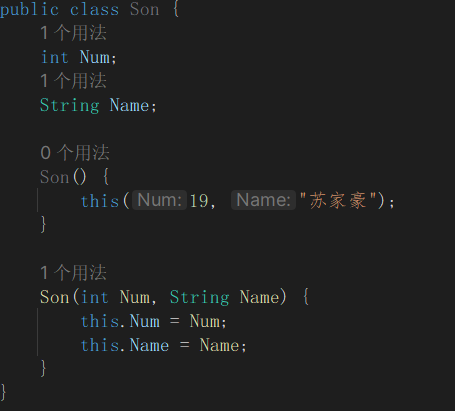 public class Son {
1 个用法
int Num;
1 个用法
String Name;
0 个用法
Son() {
this( Num: 19, Name: "苏家豪");
}
1 个用法
Son(int Num, String Name) {
this.Num = Num;
this.Name = Name;
}
}